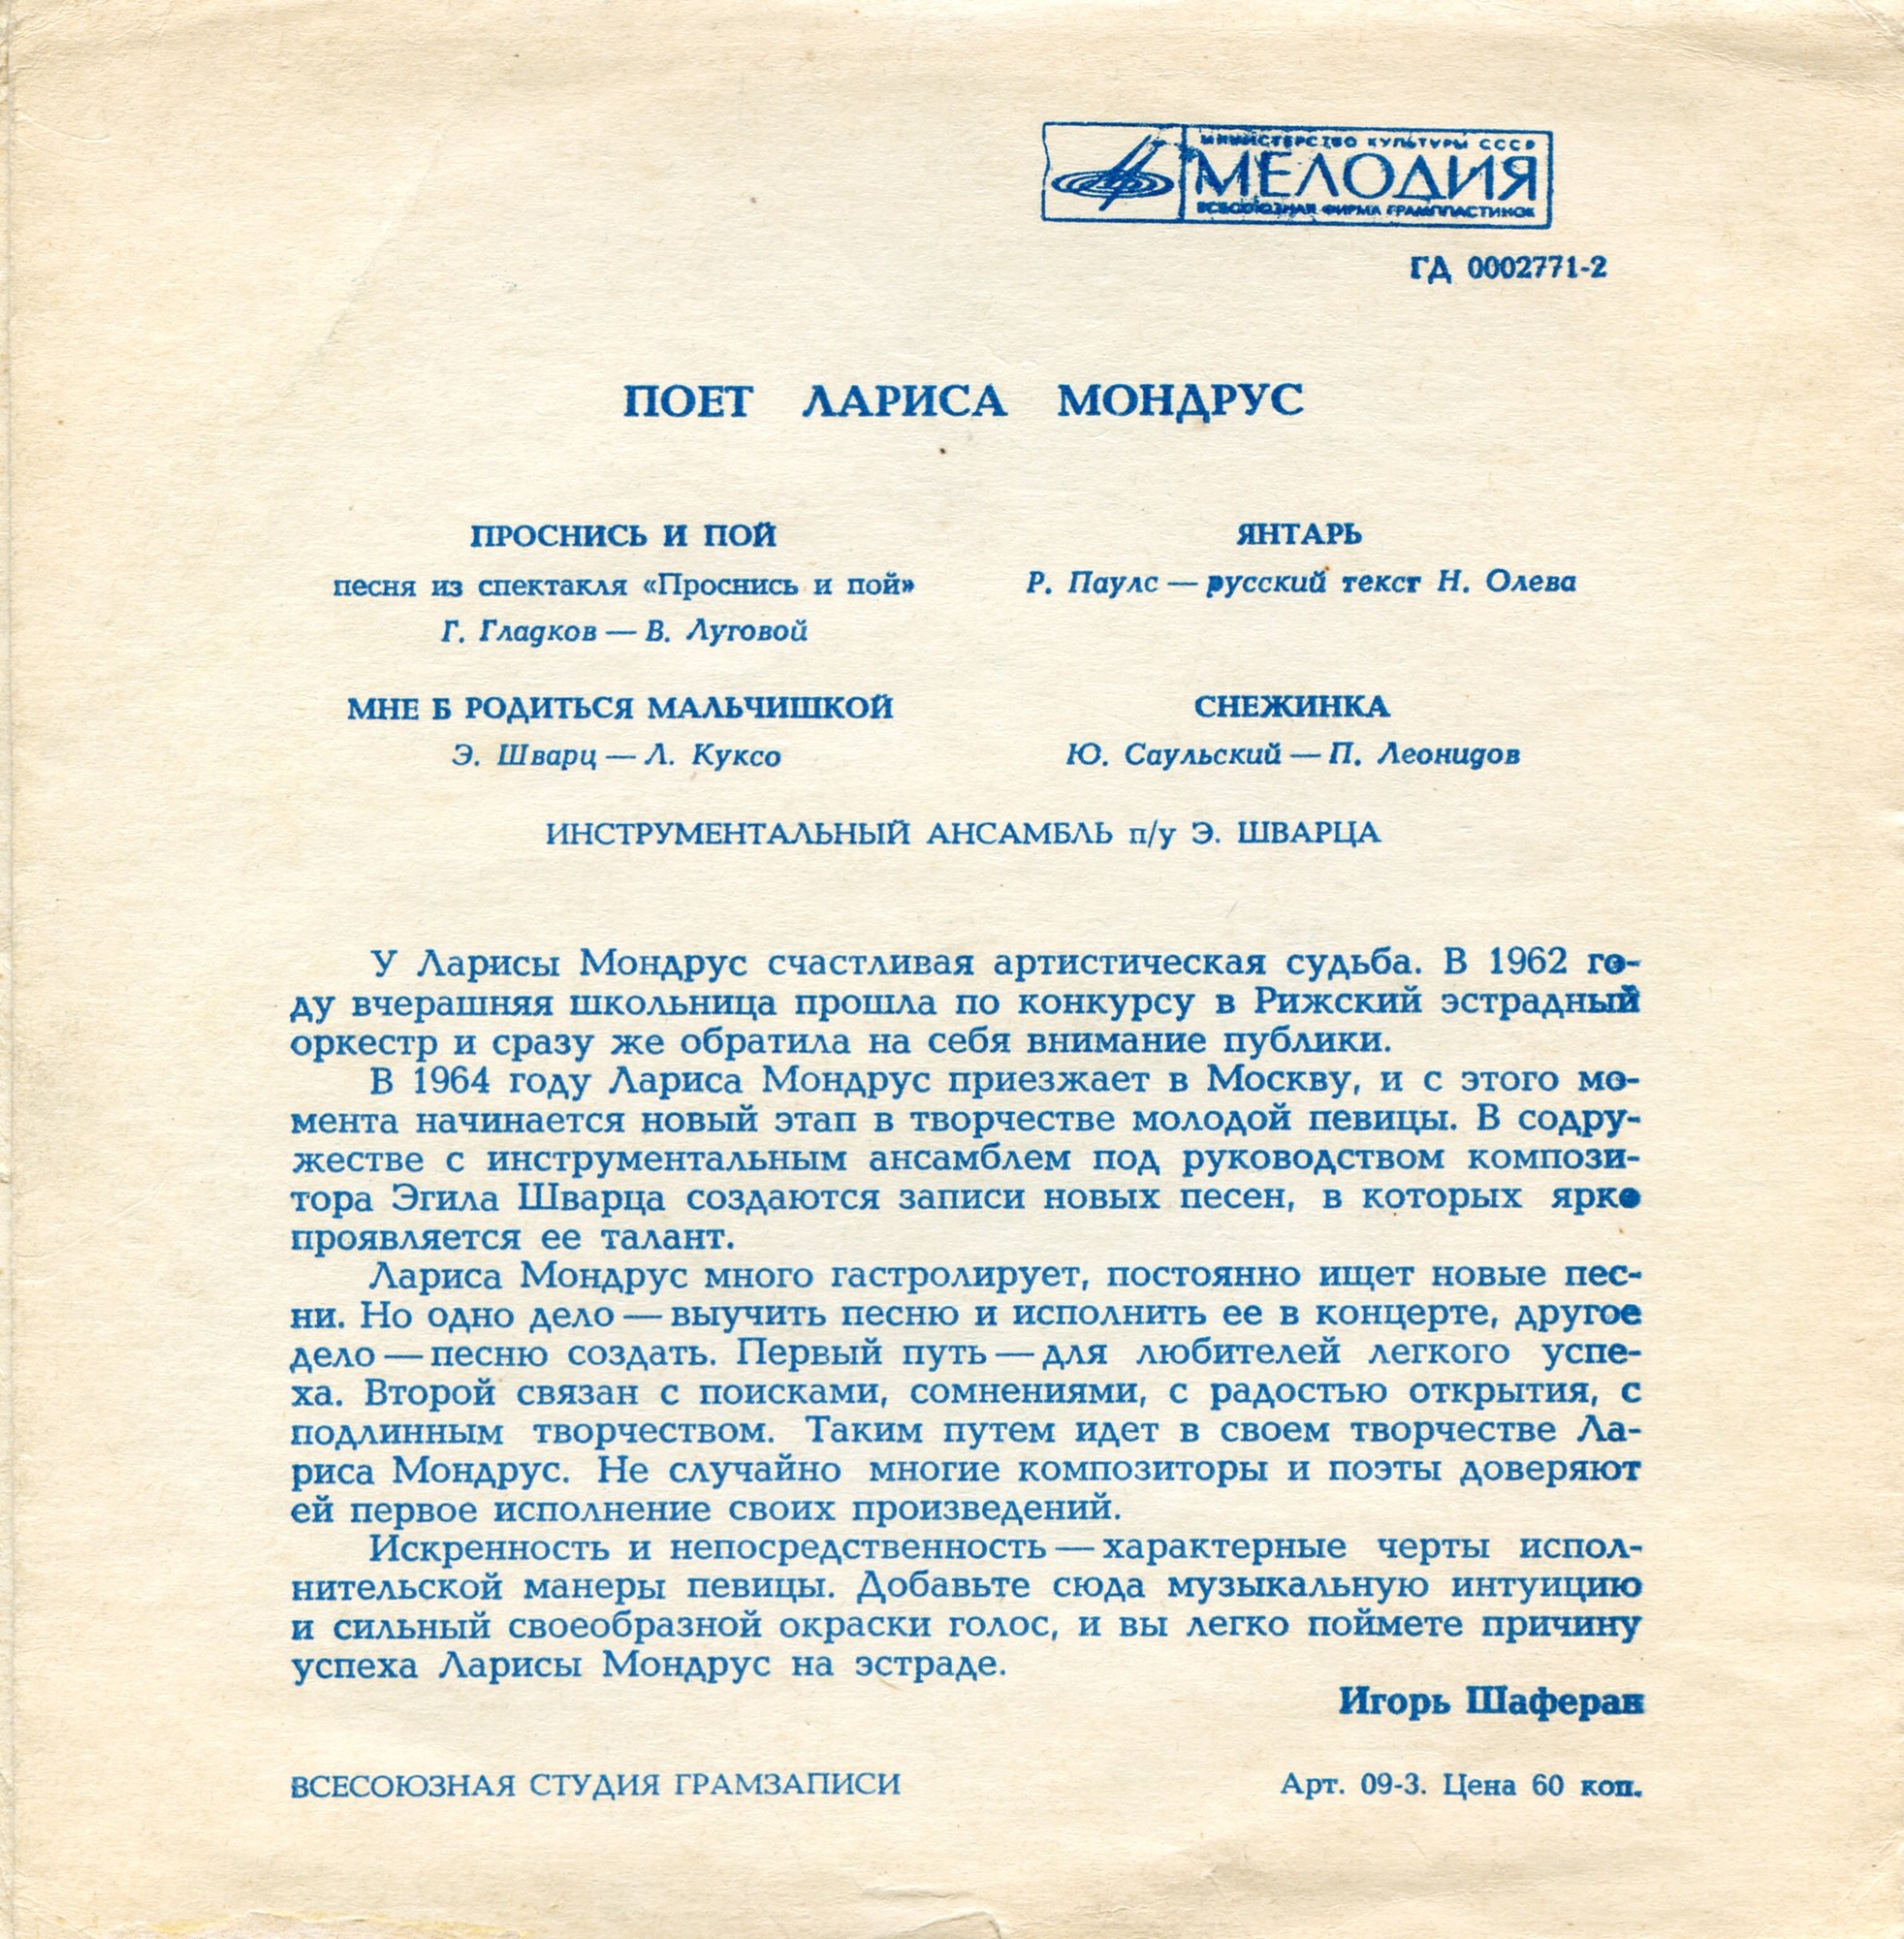 МИНИСТЕРСТВО КУЛЬТУРЫ СССР
МЕЛОДИЯ
ВСЕСОЮЗНАЯ ФИРМА ГРАМПЛАСТИНОК
ГД 0002771-2
ПОЕТ ЛАРИСА МОНДРУС
ПРОСНИСЬ И ПОЙ
песня из спектакля «Проснись и пой»
Г. Гладков — В. Луговой
МНЕ Б РОДИТЬСЯ МАЛЬЧИШКОЙ
Э. Шварц — Л. Куксо
ЯНТАРЬ
Р. Паулс — русский текст Н. Олева
СНЕЖИНКА
Ю. Саульский — П. Леонидов
ИНСТРУМЕНТАЛЬНЫЙ АНСАМБЛЬ п/у Э. ШВАРЦА
У Ларисы Мондрус счастливая артистическая судьба. В 1962 го-
ду вчерашняя школьница прошла по конкурсу в Рижский эстрадный
оркестр и сразу же обратила на себя внимание публики.
В 1964 году Лариса Мондрус приезжает в Москву, и с этого мо-
мента начинается новый этап в творчестве молодой певицы. В содру-
жестве с инструментальным ансамблем под руководством компози-
тора Эгила Шварца создаются записи новых песен, в которых ярко
проявляется ее талант.
Лариса Мондрус много гастролирует, постоянно ищет новые пес-
ни. Но одно дело — выучить песню и исполнить ее в концерте, другое
дело — песню создать. Первый путь — для любителей легкого успе-
ха. Второй связан с поисками, сомнениями, с радостью открытия, с
подлинным творчеством. Таким путем идет в своем творчестве Ла-
риса Мондрус. Не случайно многие композиторы и поэты доверяют
ей первое исполнение своих произведений.
Искренность и непосредственность — характерные черты испол-
нительской манеры певицы. Добавьте сюда музыкальную интуицию
и сильный своеобразной окраски голос, и вы легко поймете причину
успеха Ларисы Мондрус на эстраде.
Игорь Шаферан
ВСЕСОЮЗНАЯ СТУДИЯ ГРАМЗАПИСИ
Арт. 09-3. Цена 60 коп.